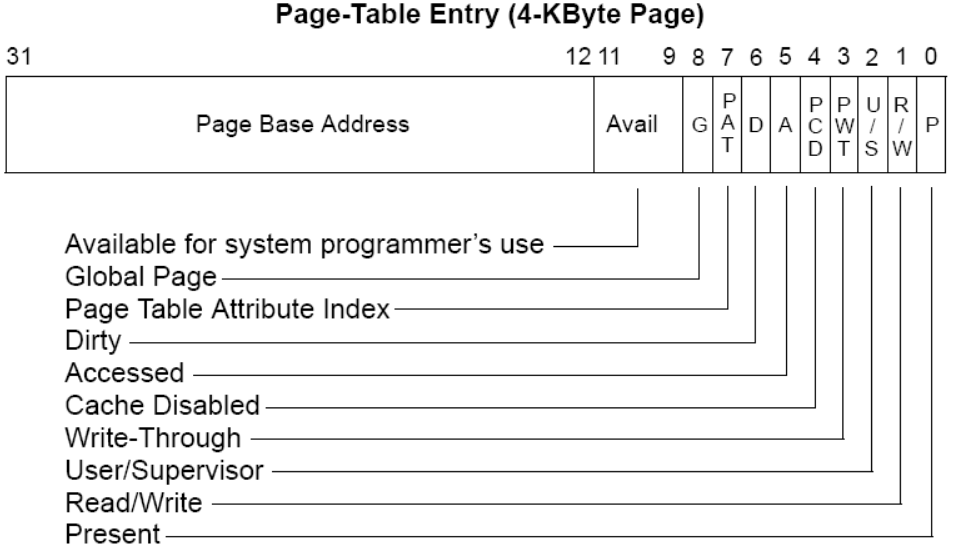 Page-Table Entry (4-KByte Page)
31 12 11 9 8 7 6 5 4 3 2 1 0
Page Base Address Avail G PAT D A PCD PWT U/S R/W P
Available for system programmer's use
Global Page
Page Table Attribute Index
Dirty
Accessed
Cache Disabled
Write-Through
User/Supervisor
Read/Write
Present